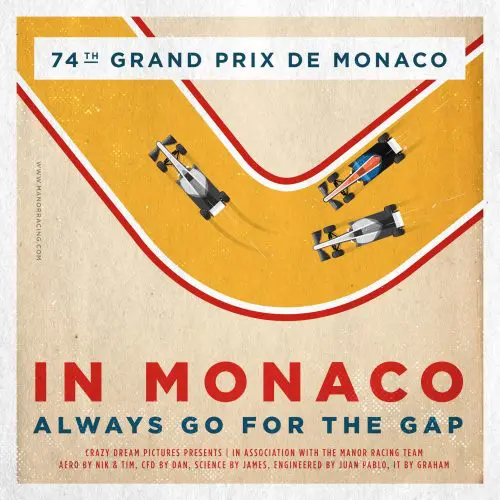 74TH GRAND PRIX DE MONACO
WWW.MANORRACING.COM
IN MONACO
ALWAYS GO FOR THE GAP
CRAZY DREAM PICTURES PRESENTS | IN ASSOCIATION WITH THE MANOR RACING TEAM
AERO BY NIK & TIM, CFD BY DAN, SCIENCE BY JAMES, ENGINEERED BY JUAN PABLO, IT BY GRAHAM